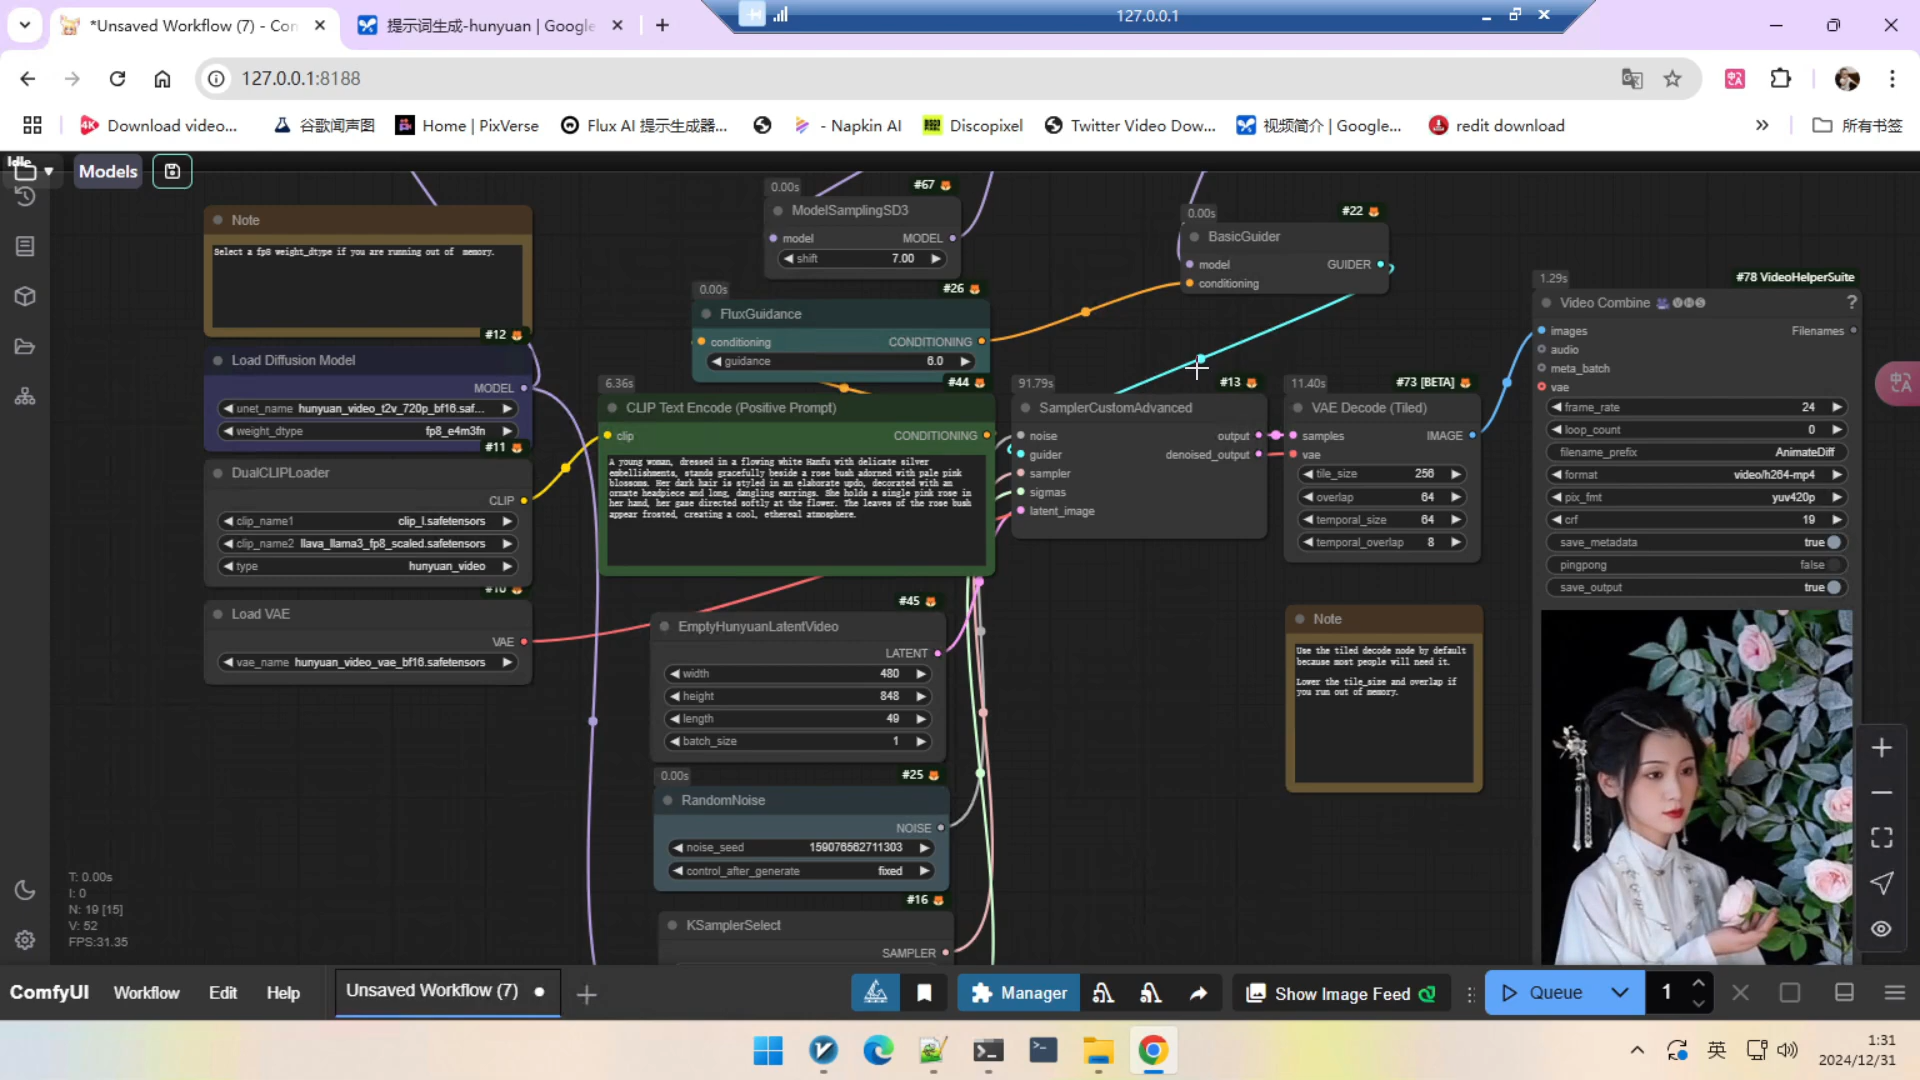 *Unsaved Workflow (7) - Con
提示词生成-hunyuan | Google
127.0.0.1
127.0.0.1:8188
Download video...
谷歌闻声图
Home | PixVerse
Flux AI 提示生成器...
- Napkin AI
Discopixel
Twitter Video Dow...
视频简介 | Google...
redit download
所有书签
Idle
Models
Note
Select a fp8 weight_dtype if you are running out of memory.
#12
Load Diffusion Model
MODEL
unet_name hunyuan_video_t2v_720p_bf16.saf...
weight_dtype fp8_e4m3fn
#11
DualCLIPLoader
CLIP
clip_name1 clip_l.safetensors
clip_name2 llava_llama3_fp8_scaled.safetensors
type hunyuan_video
#10
Load VAE
VAE
vae_name hunyuan_video_vae_bf16.safetensors
0.00s
#67
ModelSamplingSD3
model MODEL
shift 7.00
0.00s
#26
FluxGuidance
conditioning CONDITIONING
guidance 6.0
6.36s
#44
CLIP Text Encode (Positive Prompt)
clip CONDITIONING
A young woman, dressed in a flowing white Hanfu with delicate silver
embellishments, stands gracefully beside a rose bush adorned with pale pink
blossoms. Her dark hair is styled in an elaborate updo, decorated with an
ornate headpiece and long, dangling earrings. She holds a single pink rose in
her hand, her gaze directed softly at the flower. The leaves of the rose bush
appear frosted, creating a cool, ethereal atmosphere.
#45
EmptyHunyuanLatentVideo
LATENT
width 480
height 848
length 49
batch_size 1
0.00s
#25
RandomNoise
NOISE
noise_seed 159076562711303
control_after_generate fixed
#16
KSamplerSelect
SAMPLER
0.00s
#22
BasicGuider
model GUIDER
conditioning
91.79s
#13
SamplerCustomAdvanced
noise output
guider denoised_output
sampler
sigmas
latent_image
11.40s
#73 [BETA]
VAE Decode (Tiled)
samples IMAGE
vae
tile_size 256
overlap 64
temporal_size 64
temporal_overlap 8
Note
Use the tiled decode node by default
because most people will need it.
Lower the tile_size and overlap if
you run out of memory.
1.29s
#78 VideoHelperSuite
Video Combine
?
images Filenames
audio
meta_batch
vae
frame_rate 24
loop_count 0
filename_prefix AnimateDiff
format video/h264-mp4
pix_fmt yuv420p
crf 19
save_metadata true
pingpong false
save_output true
T: 0.00s
I: 0
N: 19 [15]
V: 52
FPS:31.35
ComfyUI
Workflow
Edit
Help
Unsaved Workflow (7)
Manager
Show Image Feed
Queue
1
英
1:31
2024/12/31